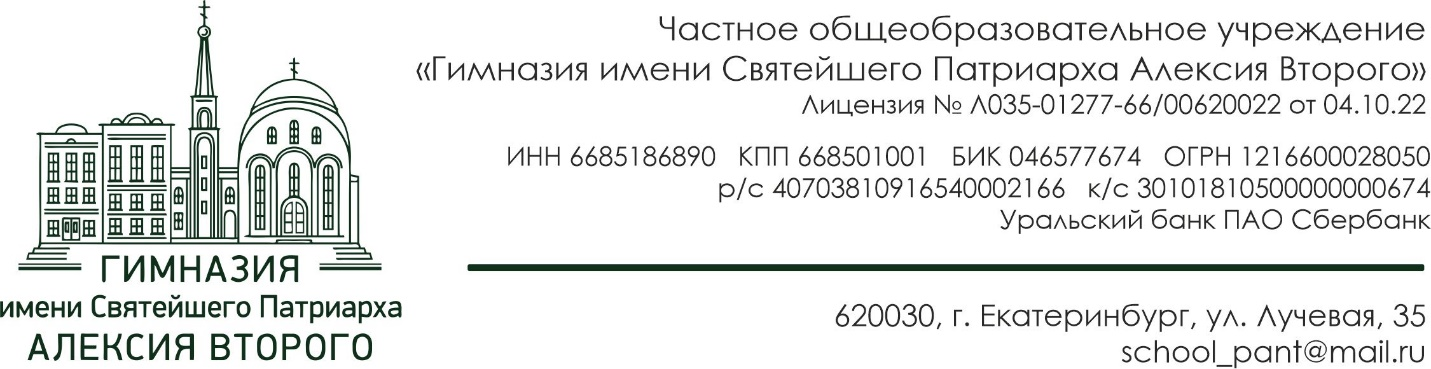 Частное общеобразовательное учреждение
«Гимназия имени Святейшего Патриарха Алексия Второго»
Лицензия № Л035-01277-66/00620022 от 04.10.22
ИНН 6685186890 КПП 668501001 БИК 046577674 ОГРН 1216600028050
р/с 40703810916540002166 к/с 30101810500000000674
Уральский банк ПАО Сбербанк
ГИМНАЗИЯ
имени Святейшего Патриарха
АЛЕКСИЯ ВТОРОГО
620030, г. Екатеринбург, ул. Лучевая, 35
school_pant@mail.ru